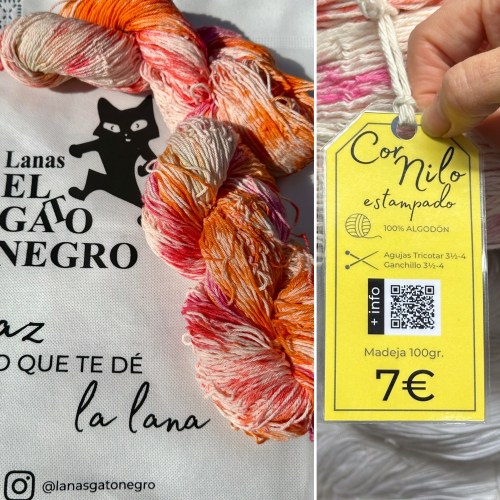 Lanas
EL
GATO
NEGRO
az
O QUE TE DÉ
la lana
@lanasgatonegro
Cor
Nilo
estampado
100% ALGODÓN
Agujas Tricotar 3½-4
Ganchillo 3½-4
+ info
Madeja 100gr.
7€